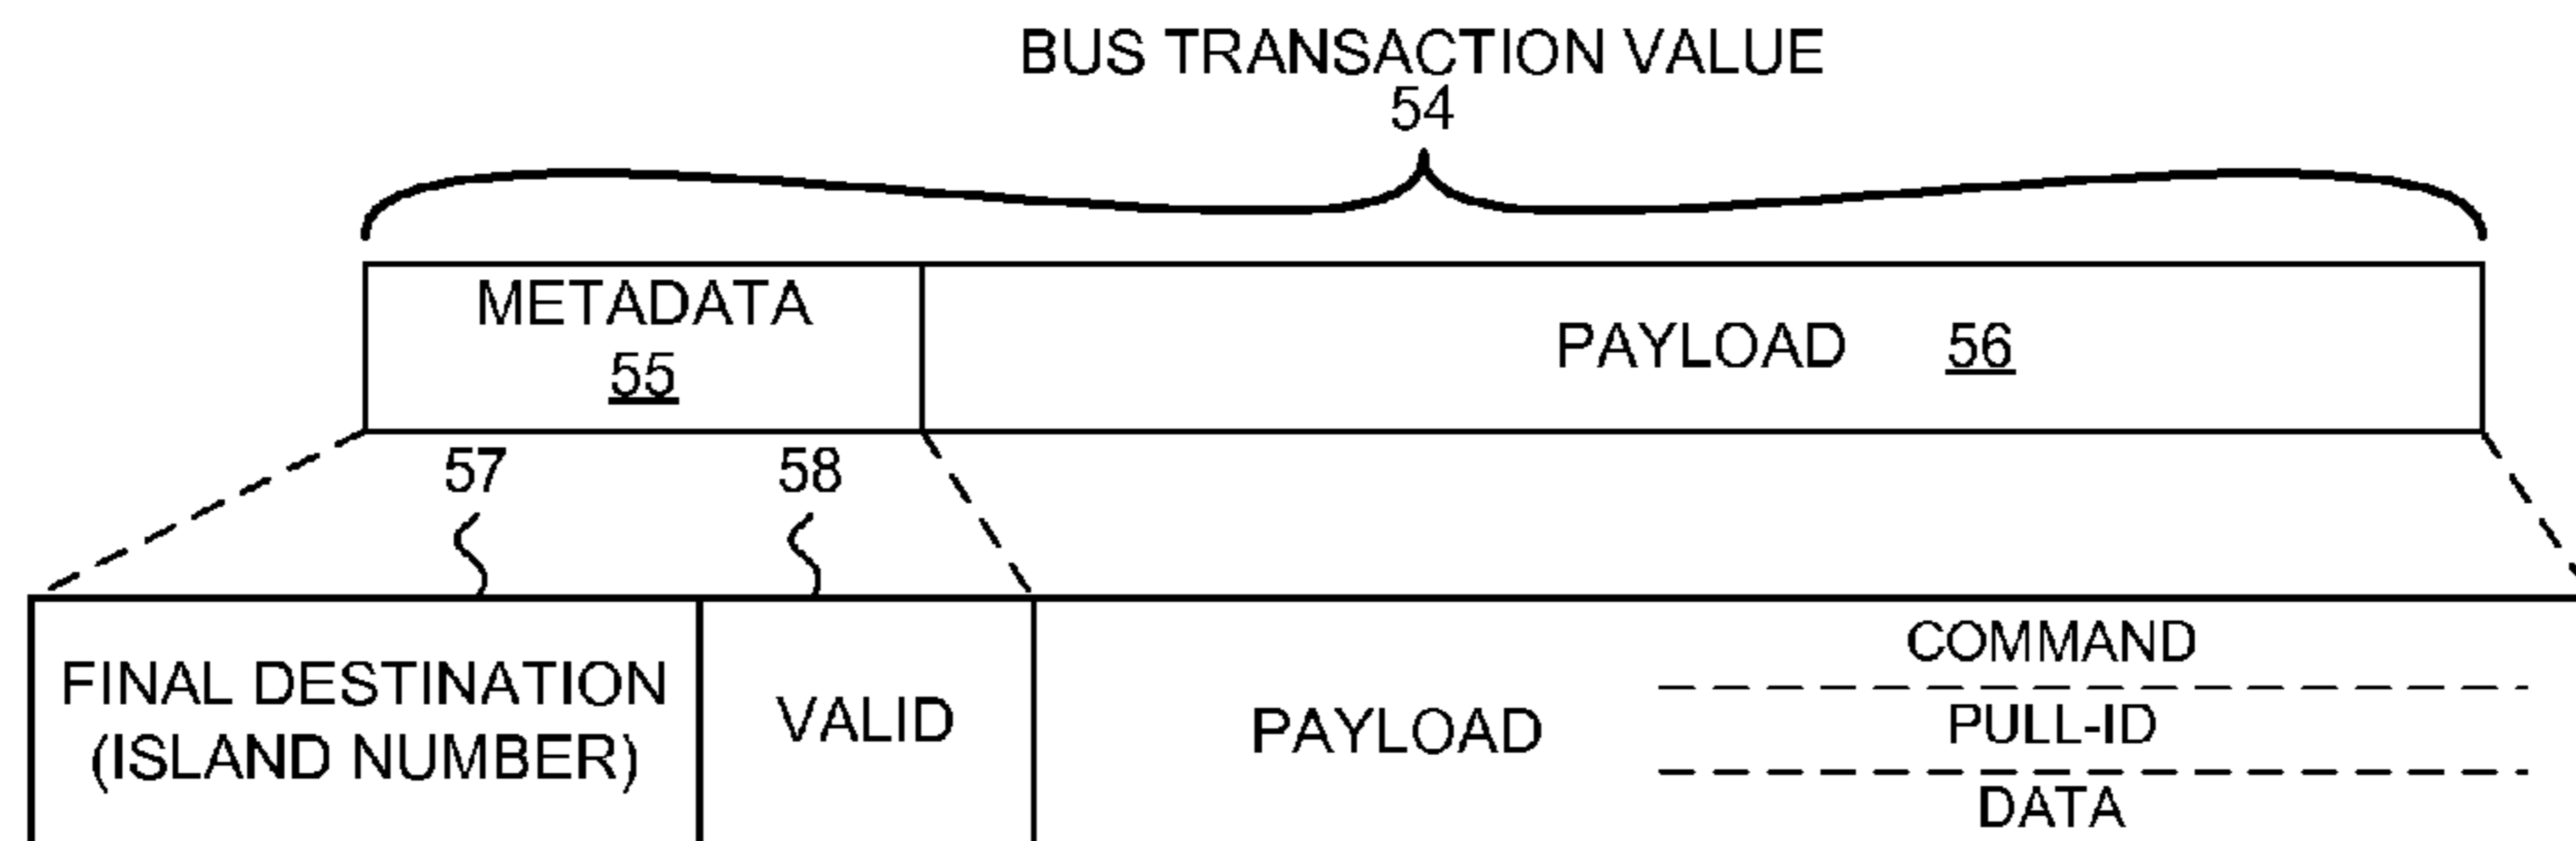 BUS TRANSACTION VALUE
54
METADATA
55
PAYLOAD 56
57 58
FINAL DESTINATION
(ISLAND NUMBER)
VALID
PAYLOAD
COMMAND
PULL-ID
DATA